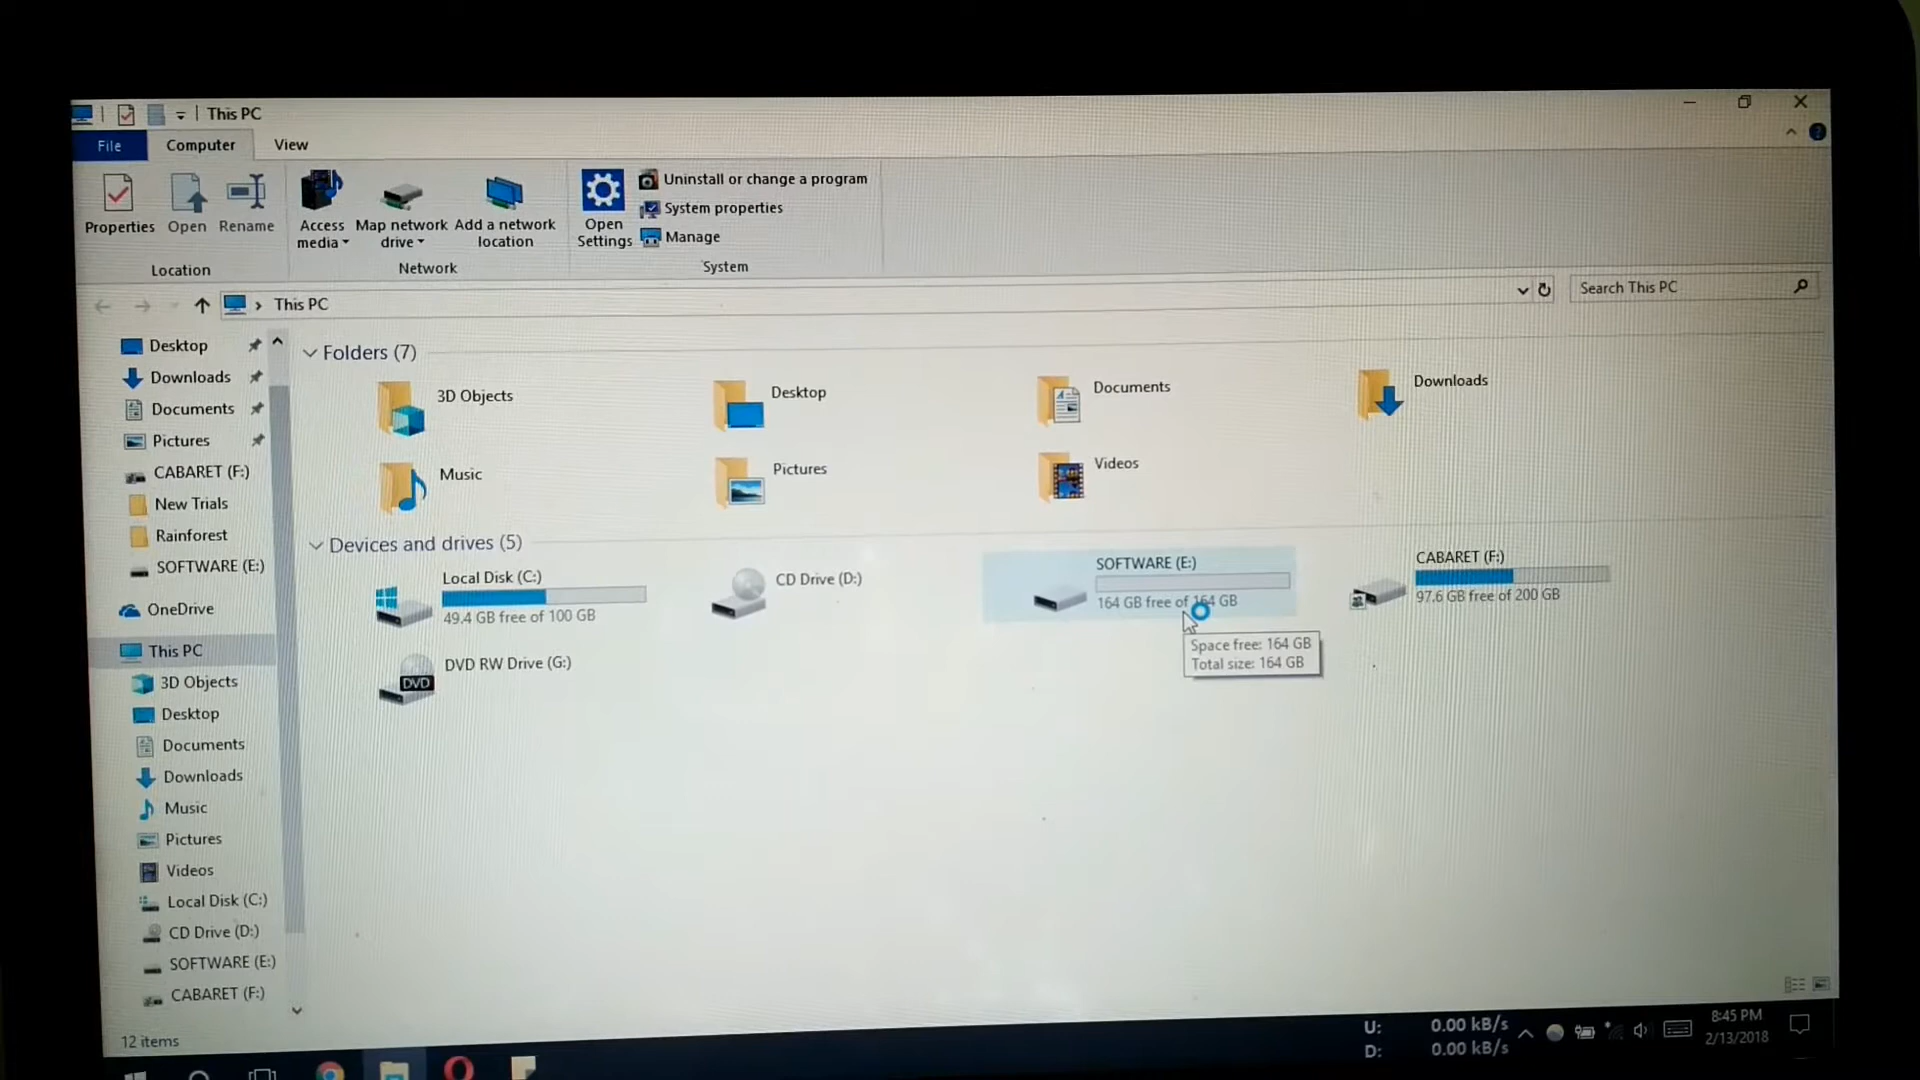 This PC
File Computer View
Properties Open Rename Access media Map network drive Add a network location Open Settings Uninstall or change a program
System properties
Manage
Location Network System
This PC
Search This PC
Desktop
Downloads
Documents
Pictures
CABARET (F:)
New Trials
Rainforest
SOFTWARE (E:)
OneDrive
This PC
3D Objects
Desktop
Documents
Downloads
Music
Pictures
Videos
Local Disk (C:)
CD Drive (D:)
SOFTWARE (E:)
CABARET (F:)
Folders (7)
3D Objects
Desktop
Documents
Downloads
Music
Pictures
Videos
Devices and drives (5)
Local Disk (C:)
49.4 GB free of 100 GB
CD Drive (D:)
SOFTWARE (E:)
164 GB free of 164 GB
CABARET (F:)
97.6 GB free of 200 GB
DVD
DVD RW Drive (G:)
Space free: 164 GB
Total size: 164 GB
12 items
U: 0.00 kB/s
D: 0.00 kB/s
8:45 PM
2/13/2018